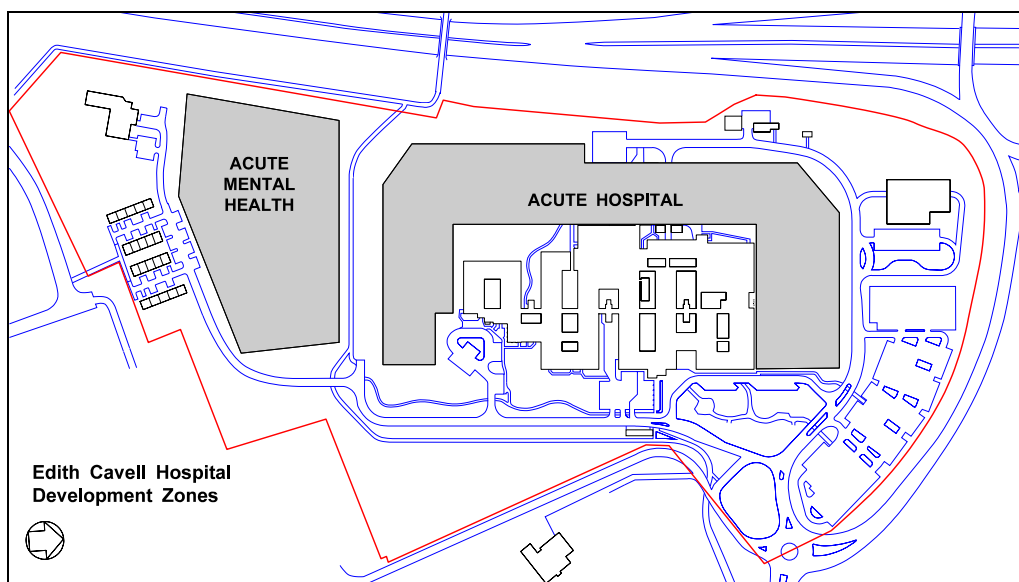 ACUTE
MENTAL
HEALTH
ACUTE HOSPITAL
Edith Cavell Hospital
Development Zones